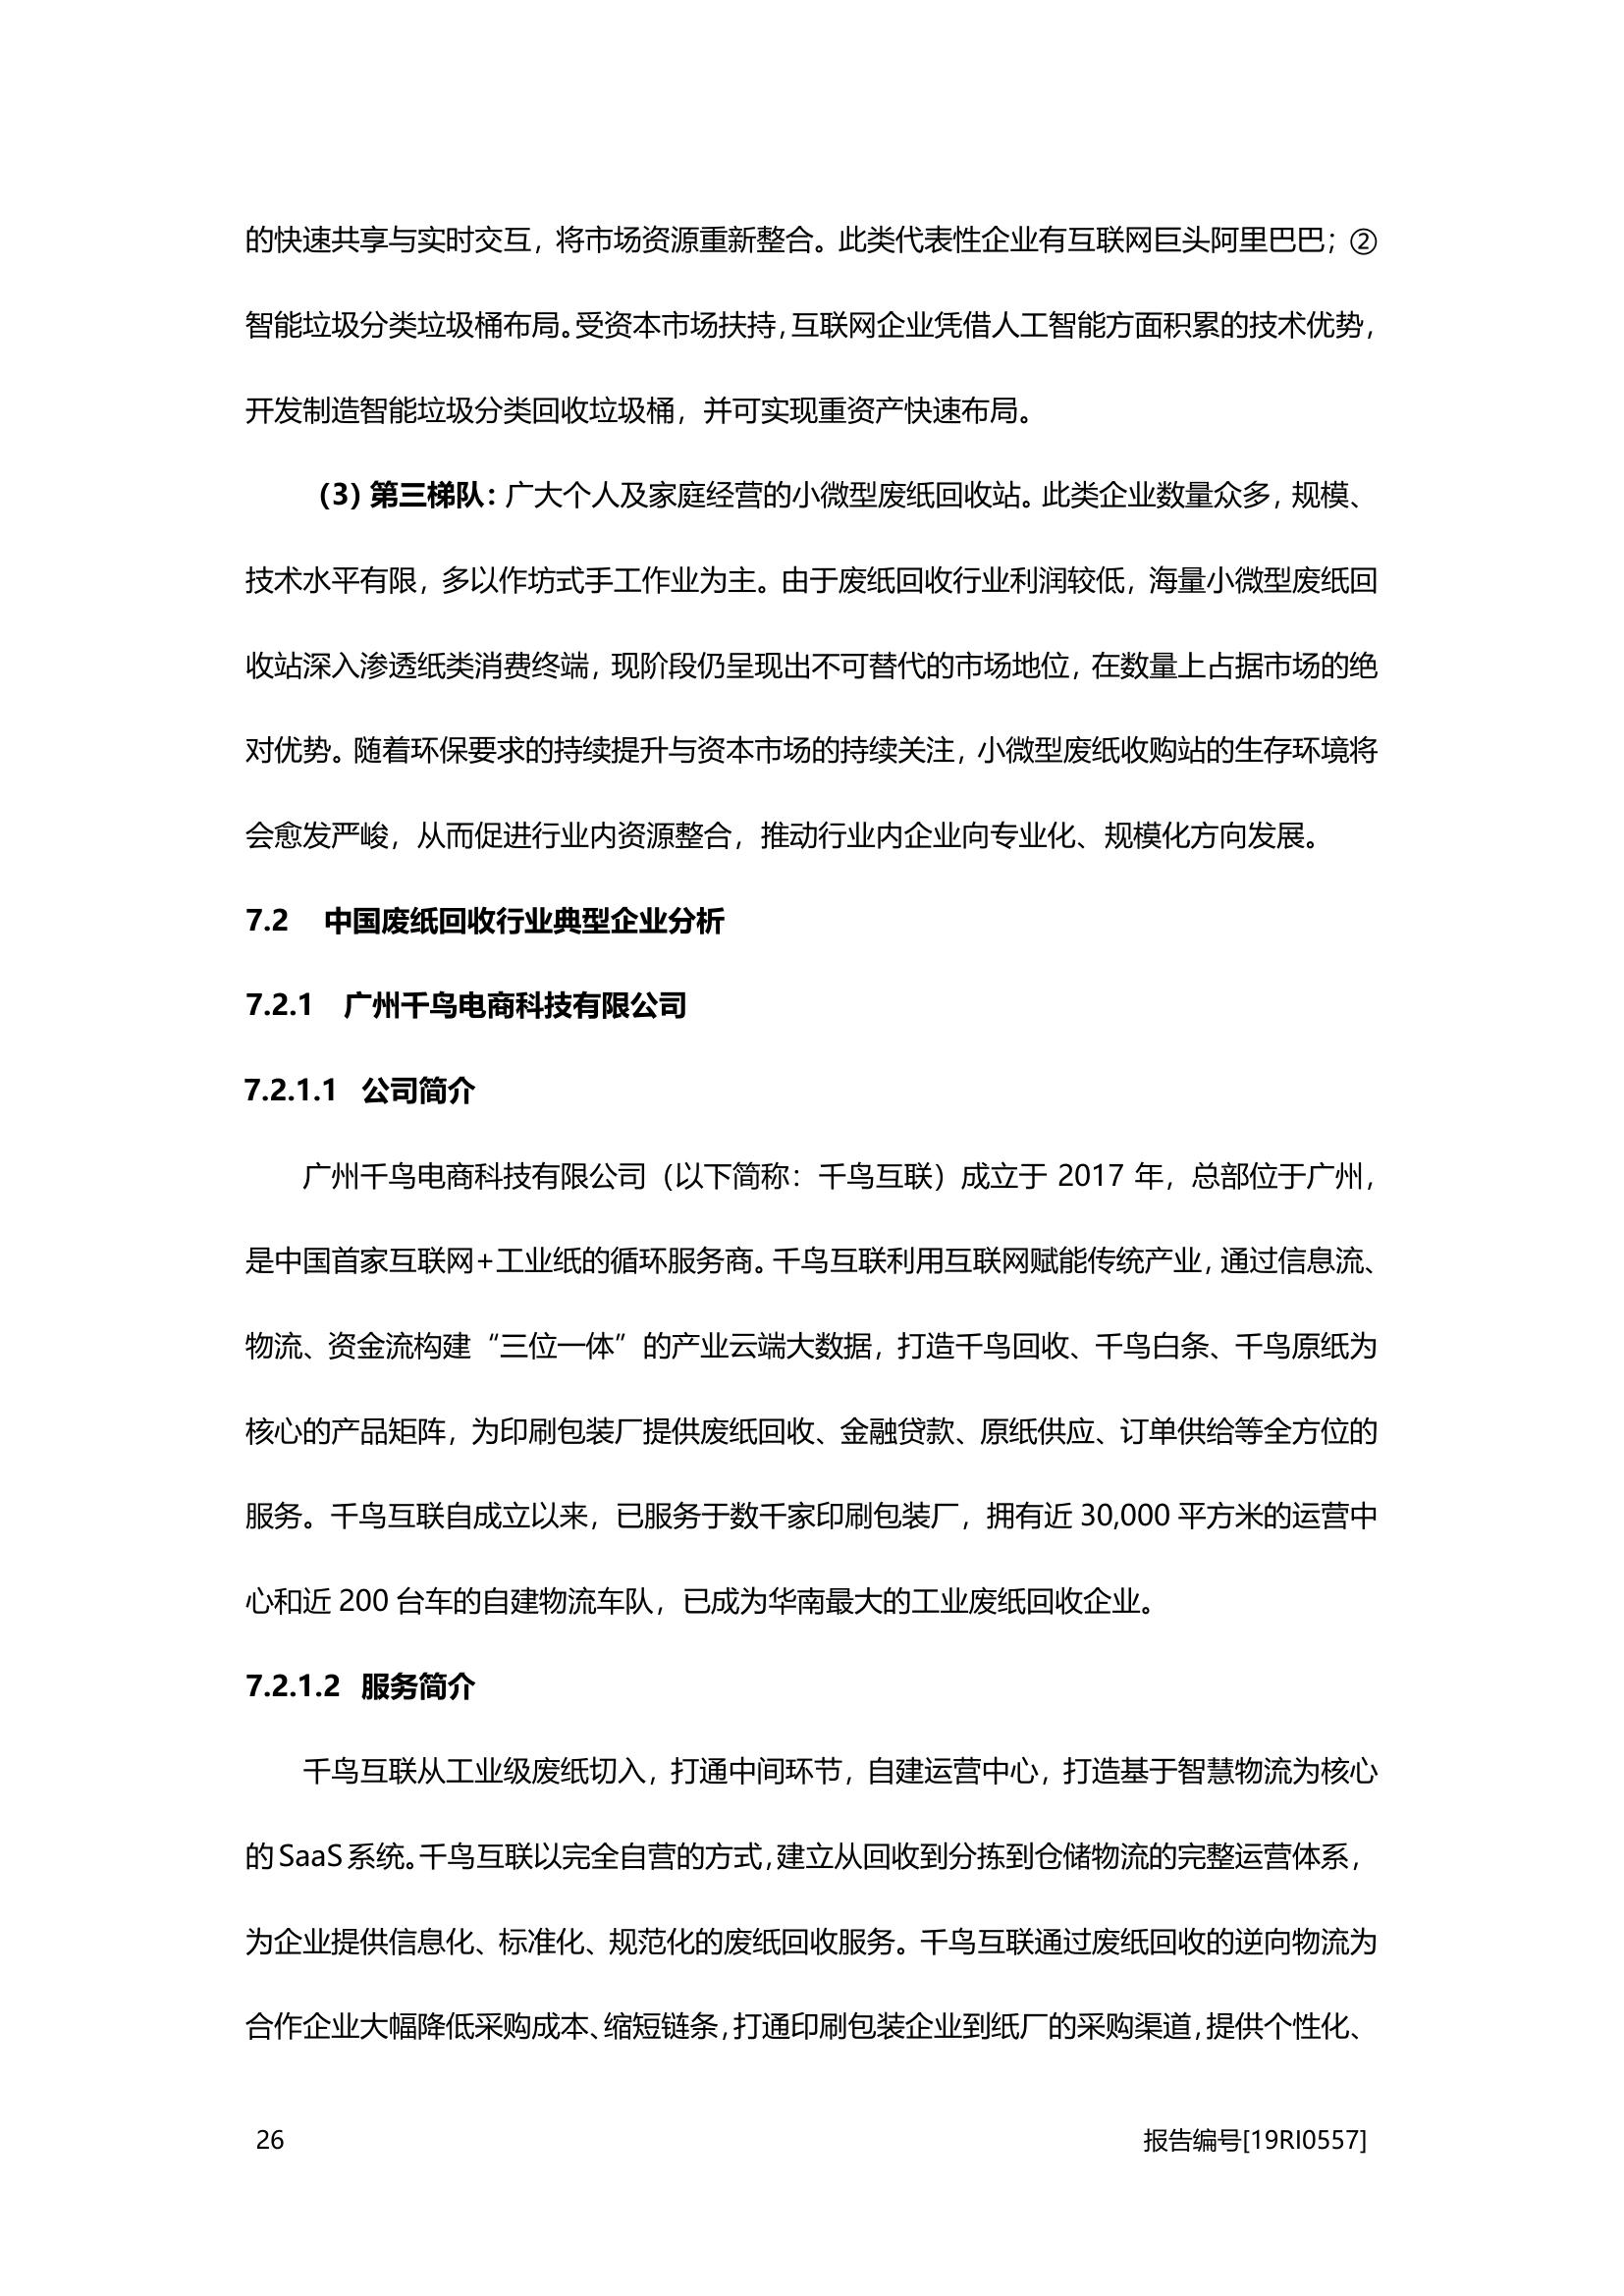 的快速共享与实时交互，将市场资源重新整合。此类代表性企业有互联网巨头阿里巴巴；②
智能垃圾分类垃圾桶布局。受资本市场扶持，互联网企业凭借人工智能方面积累的技术优势，
开发制造智能垃圾分类回收垃圾桶，并可实现重资产快速布局。
（3）第三梯队：广大个人及家庭经营的小微型废纸回收站。此类企业数量众多，规模、
技术水平有限，多以作坊式手工作业为主。由于废纸回收行业利润较低，海量小微型废纸回
收站深入渗透纸类消费终端，现阶段仍呈现出不可替代的市场地位，在数量上占据市场的绝
对优势。随着环保要求的持续提升与资本市场的持续关注，小微型废纸收购站的生存环境将
会愈发严峻，从而促进行业内资源整合，推动行业内企业向专业化、规模化方向发展。
7.2 中国废纸回收行业典型企业分析
7.2.1 广州千鸟电商科技有限公司
7.2.1.1 公司简介
广州千鸟电商科技有限公司（以下简称：千鸟互联）成立于 2017 年，总部位于广州，
是中国首家互联网+工业纸的循环服务商。千鸟互联利用互联网赋能传统产业，通过信息流、
物流、资金流构建“三位一体”的产业云端大数据，打造千鸟回收、千鸟白条、千鸟原纸为
核心的产品矩阵，为印刷包装厂提供废纸回收、金融贷款、原纸供应、订单供给等全方位的
服务。千鸟互联自成立以来，已服务于数千家印刷包装厂，拥有近 30,000 平方米的运营中
心和近 200 台车的自建物流车队，已成为华南最大的工业废纸回收企业。
7.2.1.2 服务简介
千鸟互联从工业级废纸切入，打通中间环节，自建运营中心，打造基于智慧物流为核心
的 SaaS 系统。千鸟互联以完全自营的方式，建立从回收到分拣到仓储物流的完整运营体系，
为企业提供信息化、标准化、规范化的废纸回收服务。千鸟互联通过废纸回收的逆向物流为
合作企业大幅降低采购成本、缩短链条，打通印刷包装企业到纸厂的采购渠道，提供个性化、
26 报告编号[19RI0557]